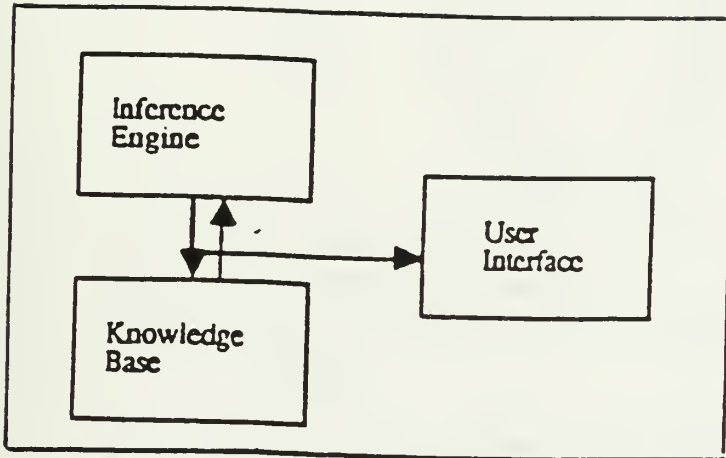 Inference
Engine
User
Interface
Knowledge
Base